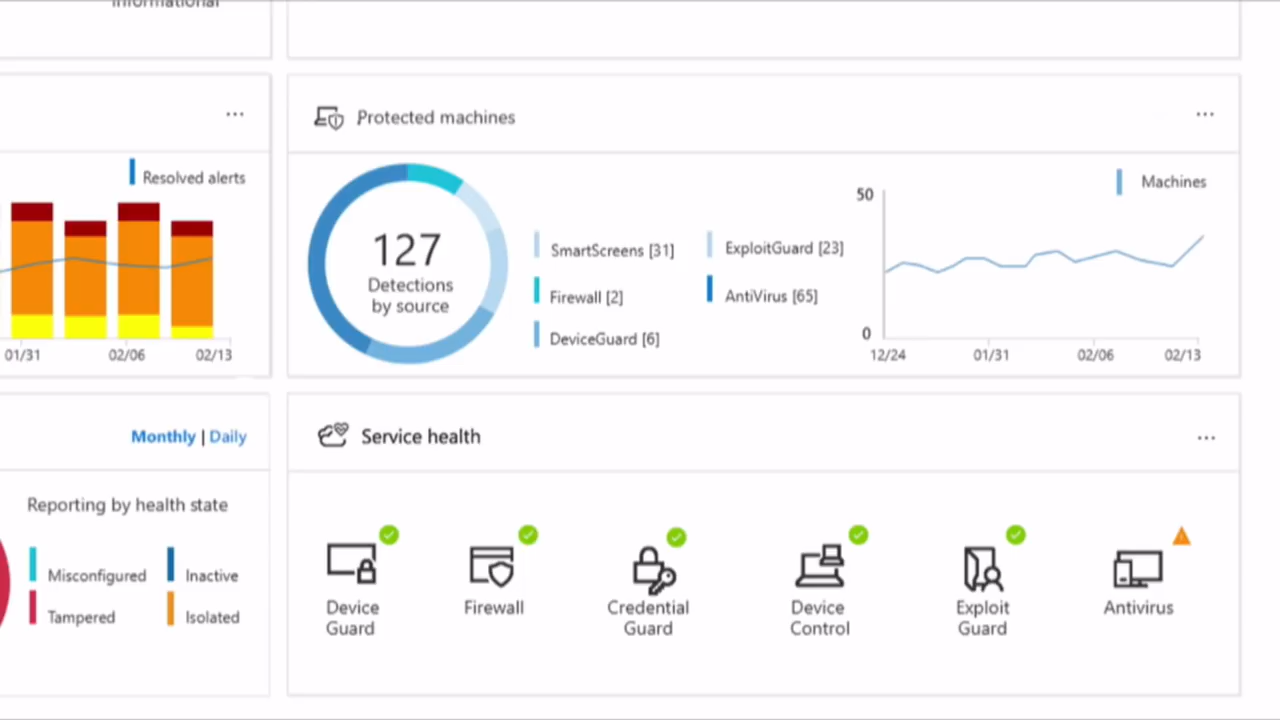 Informational
Protected machines
Resolved alerts
01/31
02/06
02/13
127
Detections
by source
SmartScreens [31]
ExploitGuard [23]
Firewall [2]
AntiVirus [65]
DeviceGuard [6]
Machines
50
0
12/24
01/31
02/06
02/13
Monthly | Daily
Reporting by health state
Misconfigured
Inactive
Tampered
Isolated
Service health
Device
Guard
Firewall
Credential
Guard
Device
Control
Exploit
Guard
Antivirus